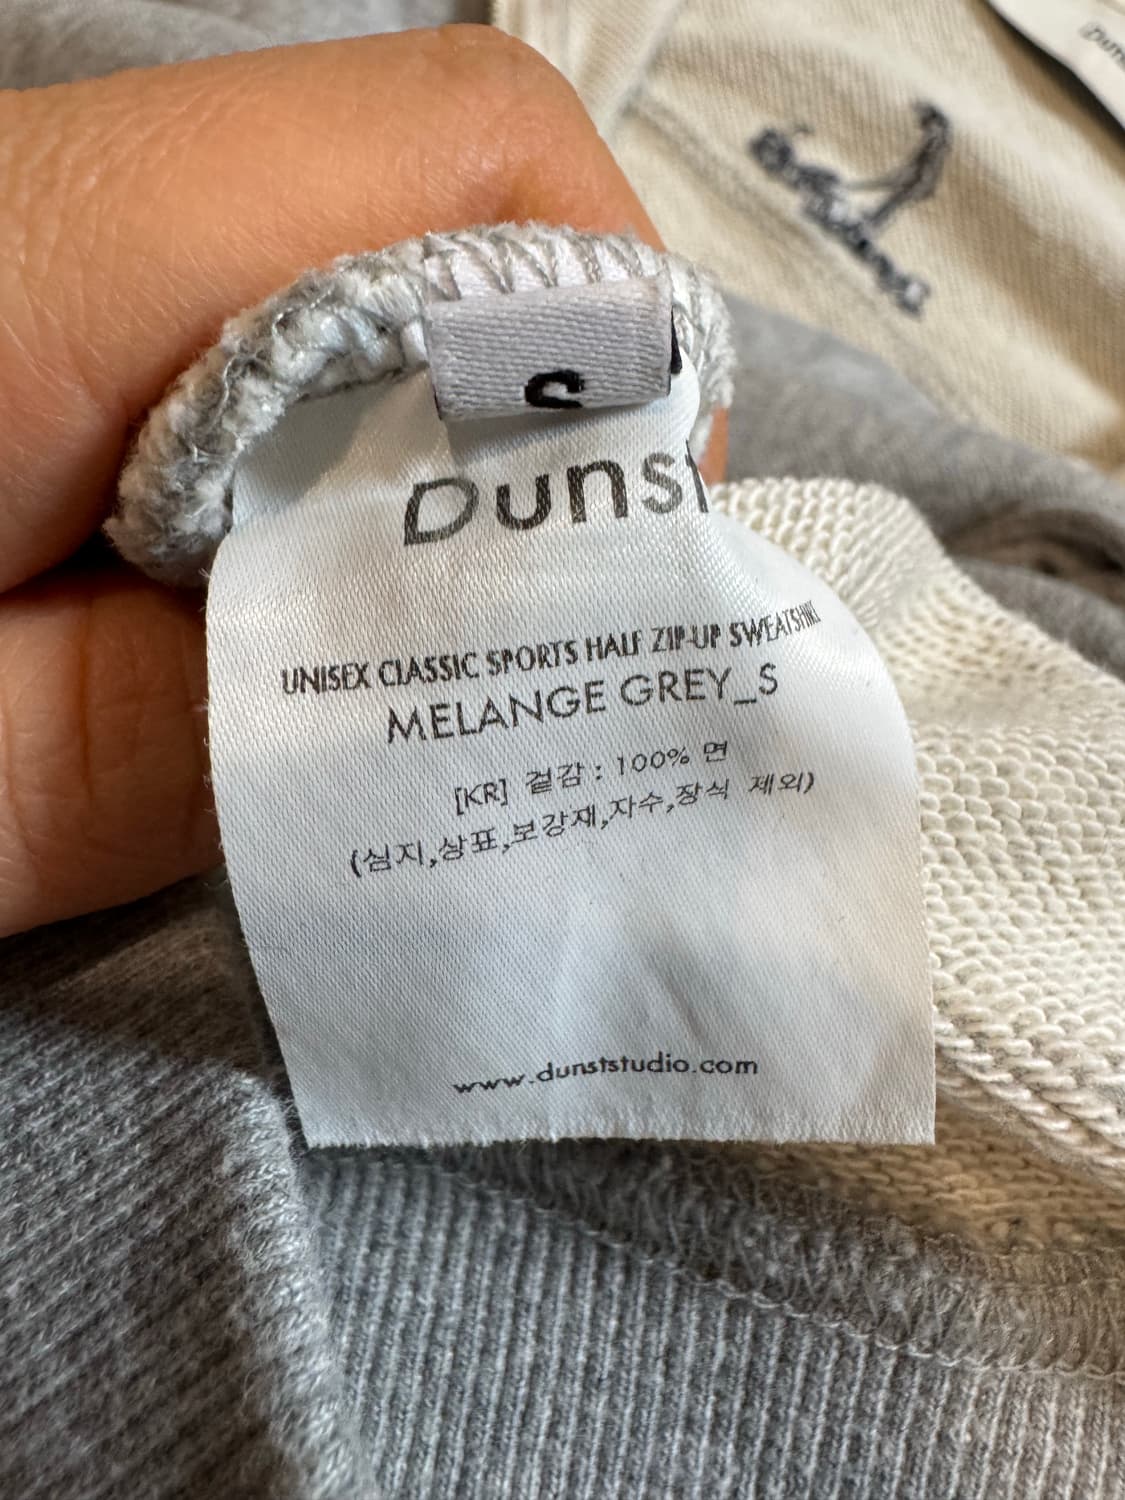 S
Dunst
UNISEX CLASSIC SPORTS HALF ZIP-UP SWEATSHIRT
MELANGE GREY_S
[KR] 겉감 : 100% 면
(심지,상표,보강재,자수,장식 제외)
www.dunststudio.com